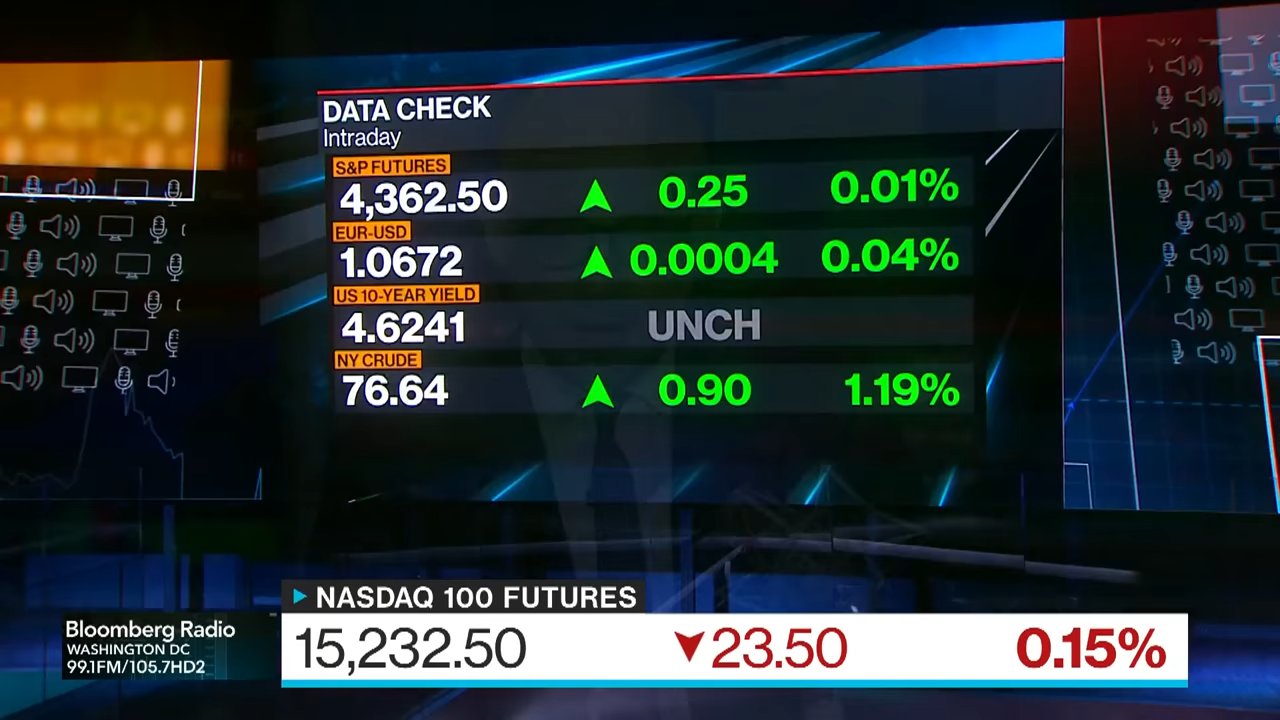 DATA CHECK
Intraday
S&P FUTURES
4,362.50 ▲ 0.25 0.01%
EUR-USD
1.0672 ▲ 0.0004 0.04%
US 10-YEAR YIELD
4.6241 UNCH
NY CRUDE
76.64 ▲ 0.90 1.19%
NASDAQ 100 FUTURES
15,232.50 ▼ 23.50 0.15%
Bloomberg Radio
WASHINGTON DC
99.1FM/105.7HD2